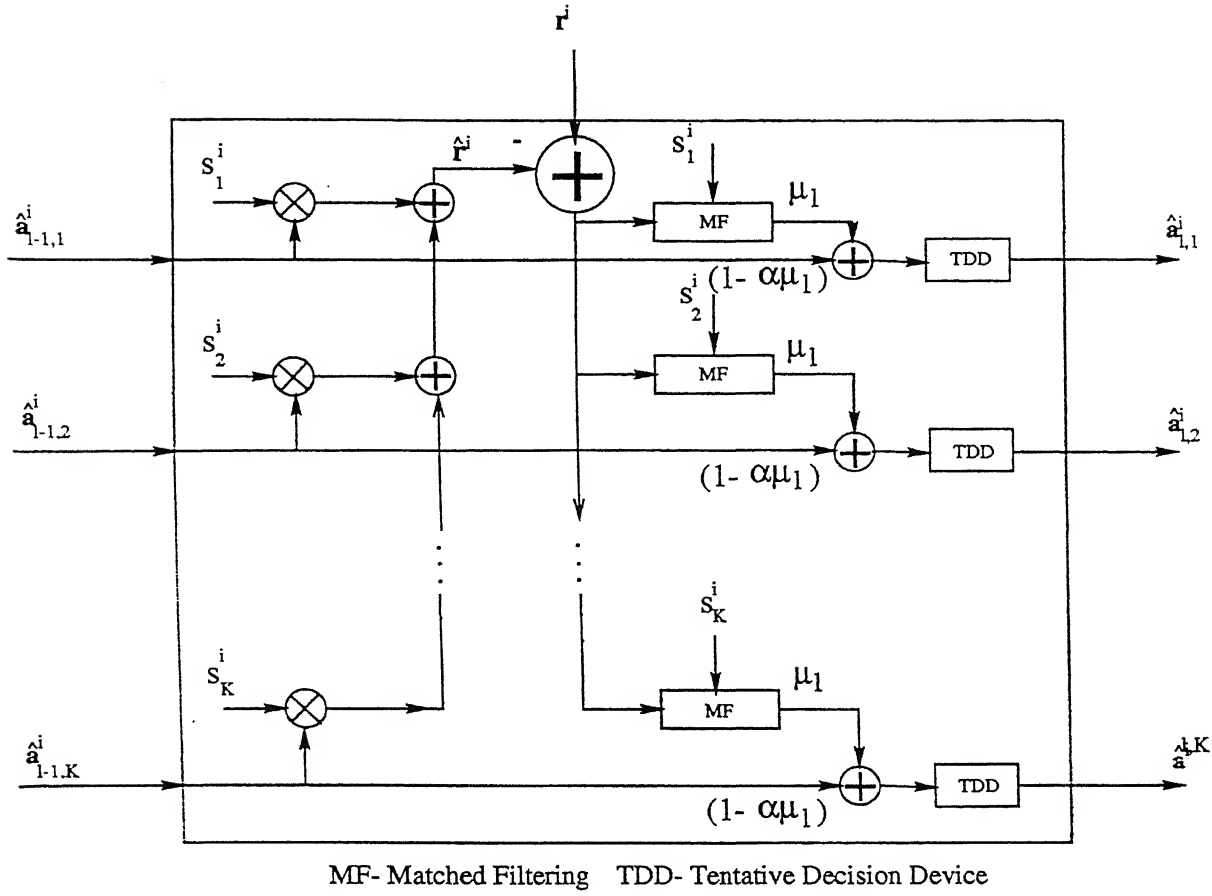 r^i
S_1^i
r̂^i
-
S_1^i
μ_1
MF
â_{l-1,1}^i
(1- αμ_1)
TDD
â_{l,1}^i
S_2^i
S_2^i
μ_1
MF
â_{l-1,2}^i
(1- αμ_1)
TDD
â_{l,2}^i
S_K^i
S_K^i
μ_1
MF
â_{l-1,K}^i
(1- αμ_1)
TDD
MF- Matched Filtering TDD- Tentative Decision Device